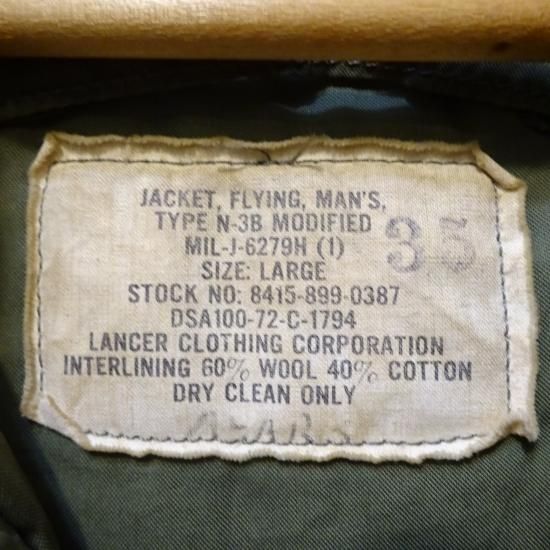 JACKET, FLYING, MAN'S,
TYPE N-3B MODIFIED
35
MIL-J-6279H (1)
SIZE: LARGE
STOCK NO: 8415-899-0387
DSA100-72-C-1794
LANCER CLOTHING CORPORATION
INTERLINING 60% WOOL 40% COTTON
DRY CLEAN ONLY